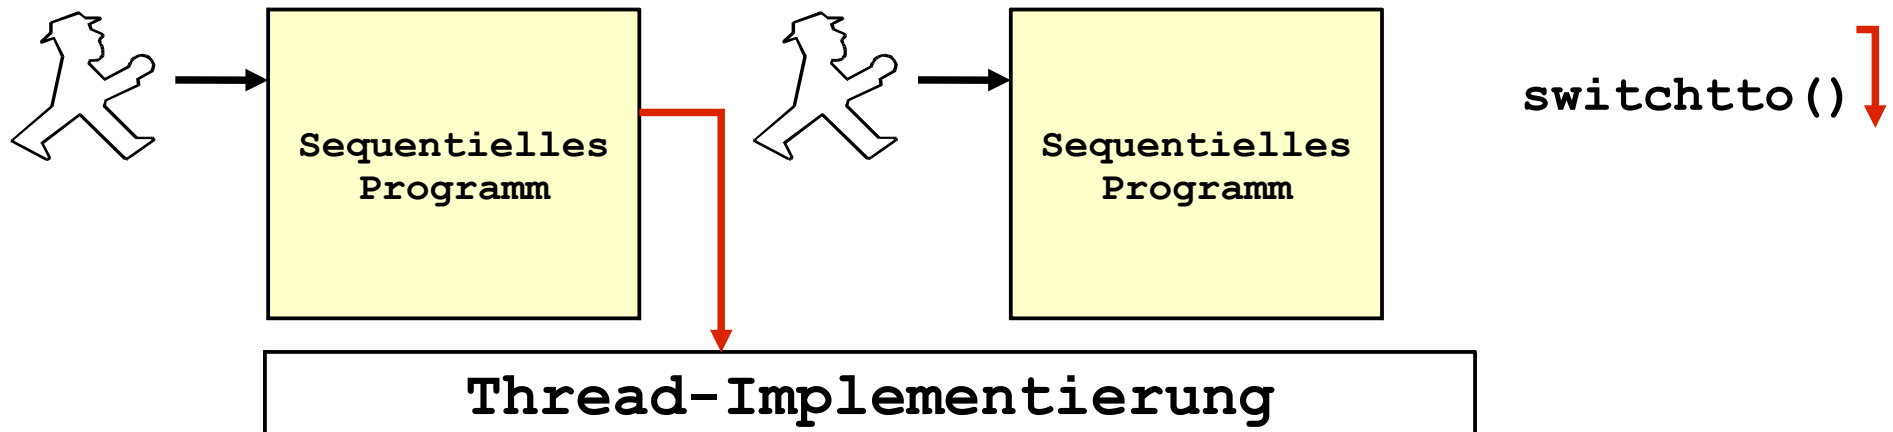 switchtto()
Sequentielles
Programm
Sequentielles
Programm
Thread-Implementierung